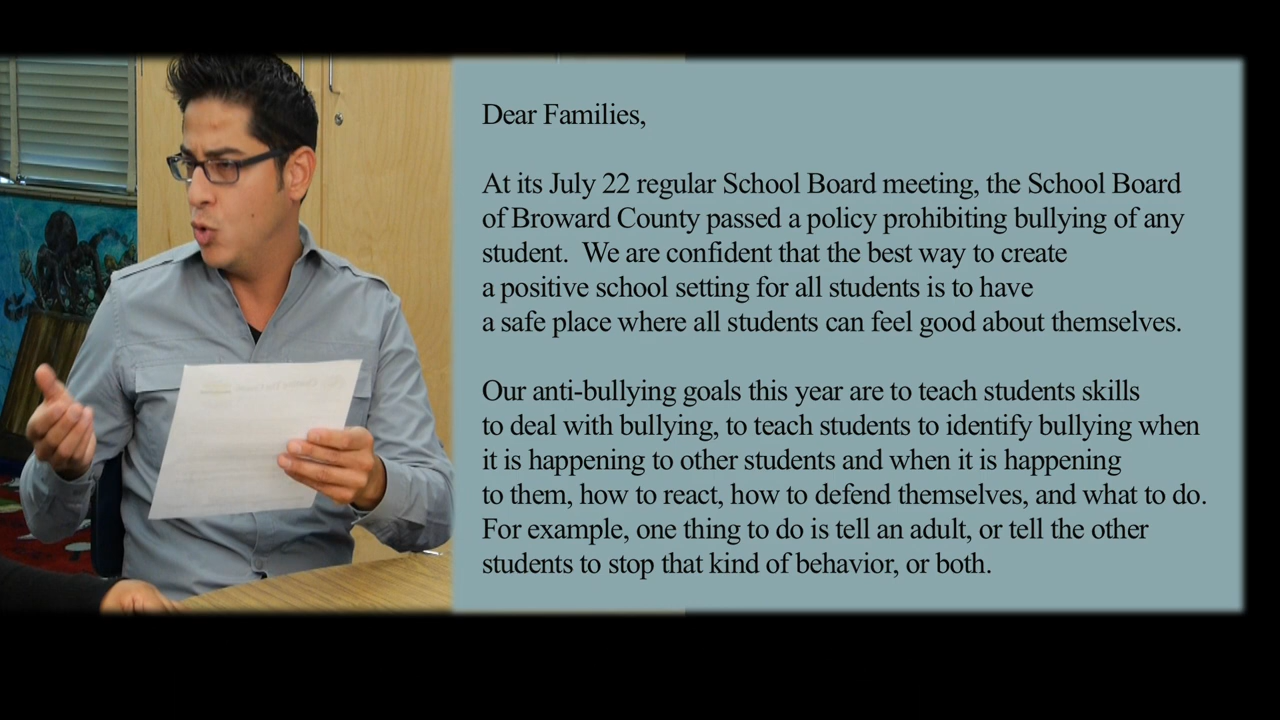 Dear Families,
At its July 22 regular School Board meeting, the School Board
of Broward County passed a policy prohibiting bullying of any
student.  We are confident that the best way to create
a positive school setting for all students is to have
a safe place where all students can feel good about themselves.
Our anti-bullying goals this year are to teach students skills
to deal with bullying, to teach students to identify bullying when
it is happening to other students and when it is happening
to them, how to react, how to defend themselves, and what to do.
For example, one thing to do is tell an adult, or tell the other
students to stop that kind of behavior, or both.